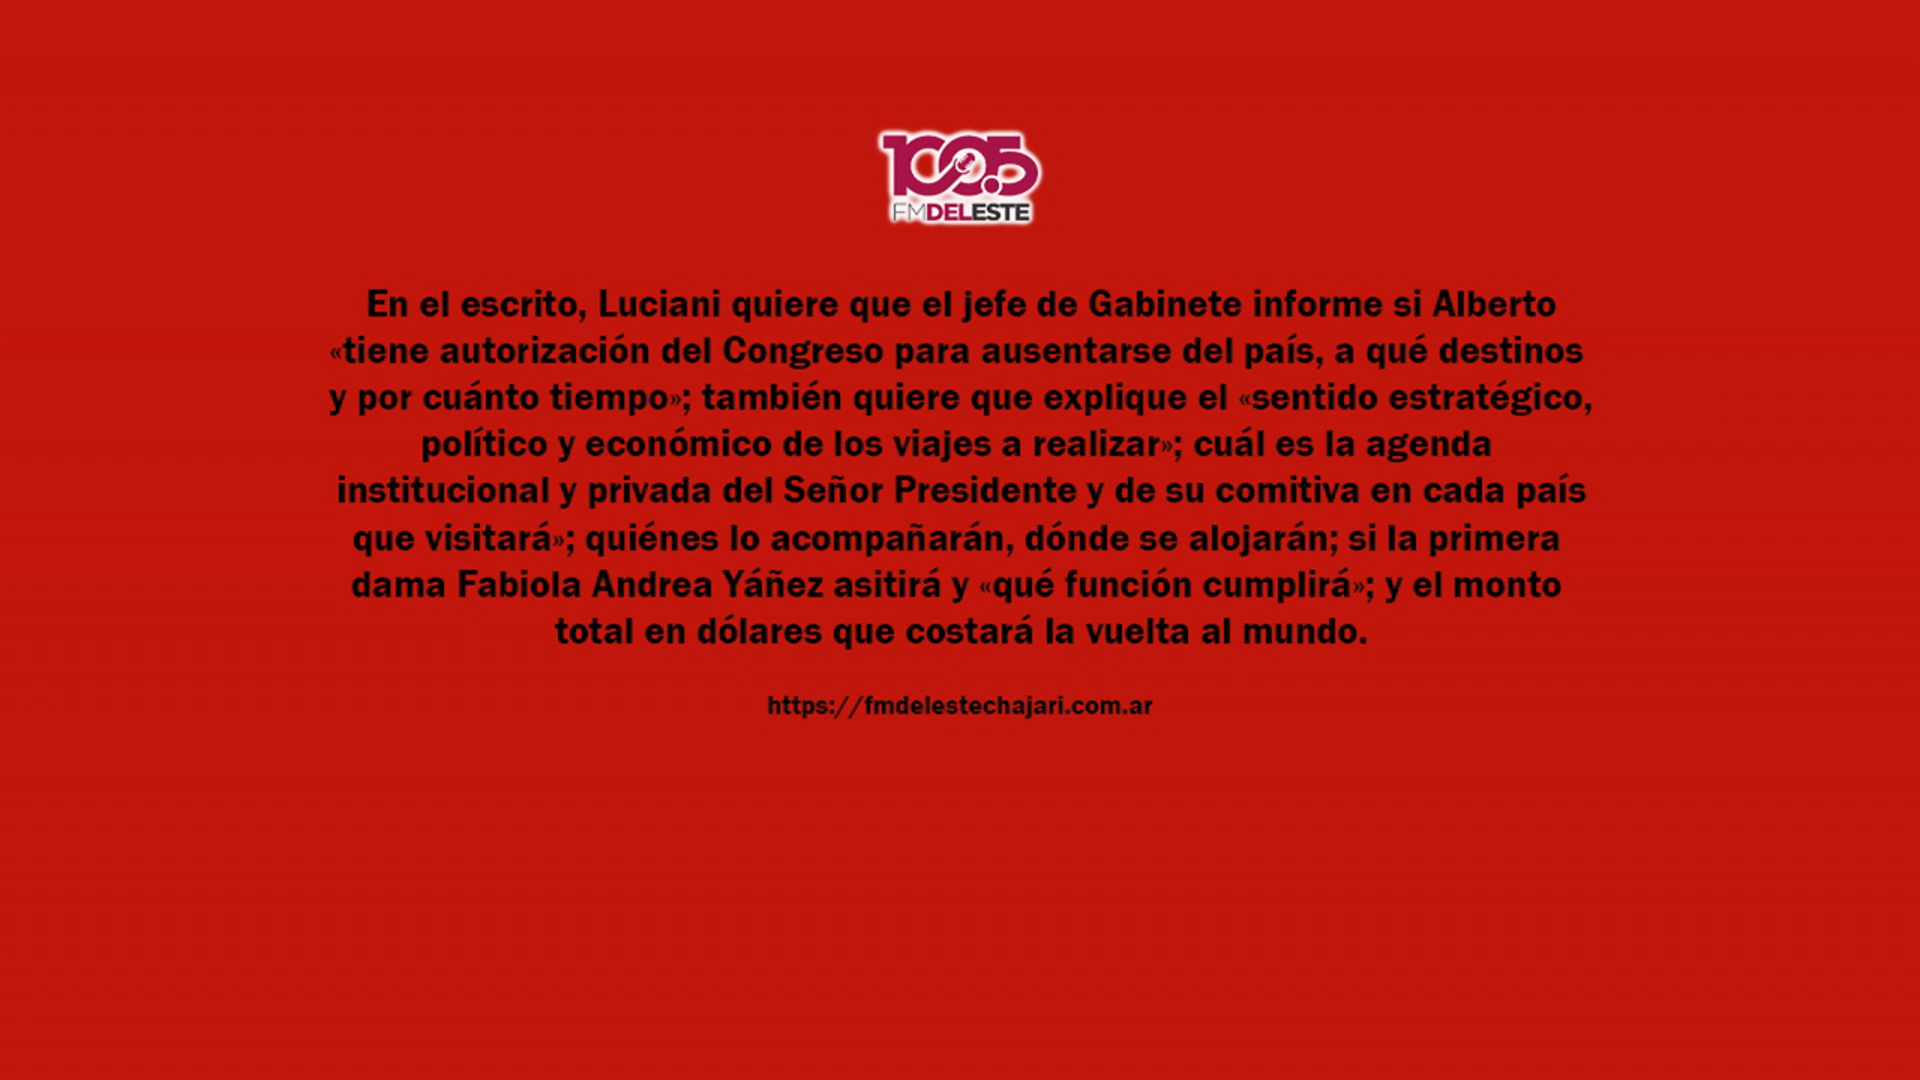 100.5
FMDELESTE
En el escrito, Luciani quiere que el jefe de Gabinete informe si Alberto
«tiene autorización del Congreso para ausentarse del país, a qué destinos
y por cuánto tiempo»; también quiere que explique el «sentido estratégico,
político y económico de los viajes a realizar»; cuál es la agenda
institucional y privada del Señor Presidente y de su comitiva en cada país
que visitará»; quiénes lo acompañarán, dónde se alojarán; si la primera
dama Fabiola Andrea Yáñez asitirá y «qué función cumplirá»; y el monto
total en dólares que costará la vuelta al mundo.
https://fmdelestechajari.com.ar